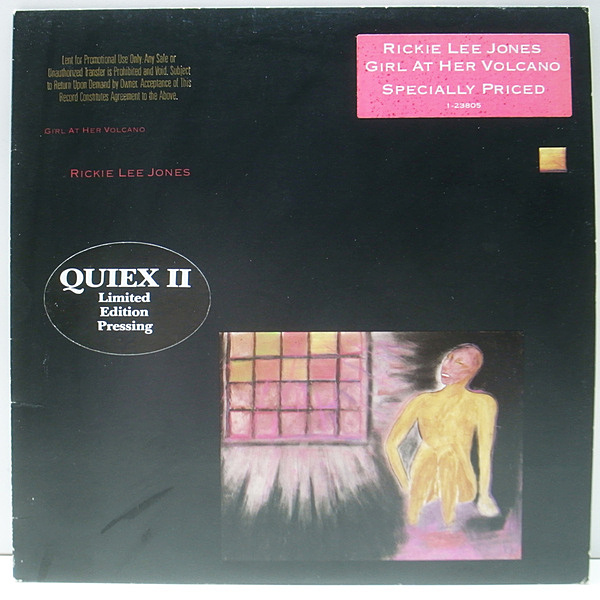 Lent for Promotional Use Only Any Sale or
Unauthorized Transfer is Prohibited and Void. Subject
to Return Upon Demand by Owner. Acceptance of This
Record Constitutes Agreement to the Above.
RICKIE LEE JONES
GIRL AT HER VOLCANO
SPECIALLY PRICED
1-23805
GIRL AT HER VOLCANO
RICKIE LEE JONES
QUIEX II
Limited
Edition
Pressing